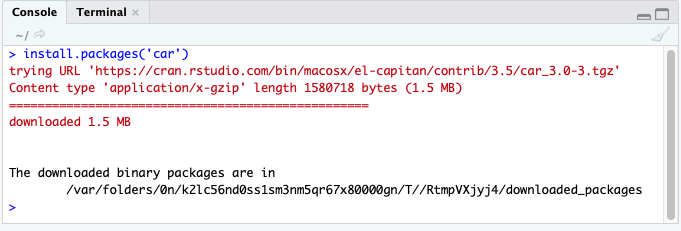 Console Terminal ×
~/
> install.packages('car')
trying URL 'https://cran.rstudio.com/bin/macosx/el-capitan/contrib/3.5/car_3.0-3.tgz'
Content type 'application/x-gzip' length 1580718 bytes (1.5 MB)
==================================================
downloaded 1.5 MB
The downloaded binary packages are in
/var/folders/0n/k2lc56nd0ss1sm3nm5qr67x80000gn/T//RtmpVXjyj4/downloaded_packages
>